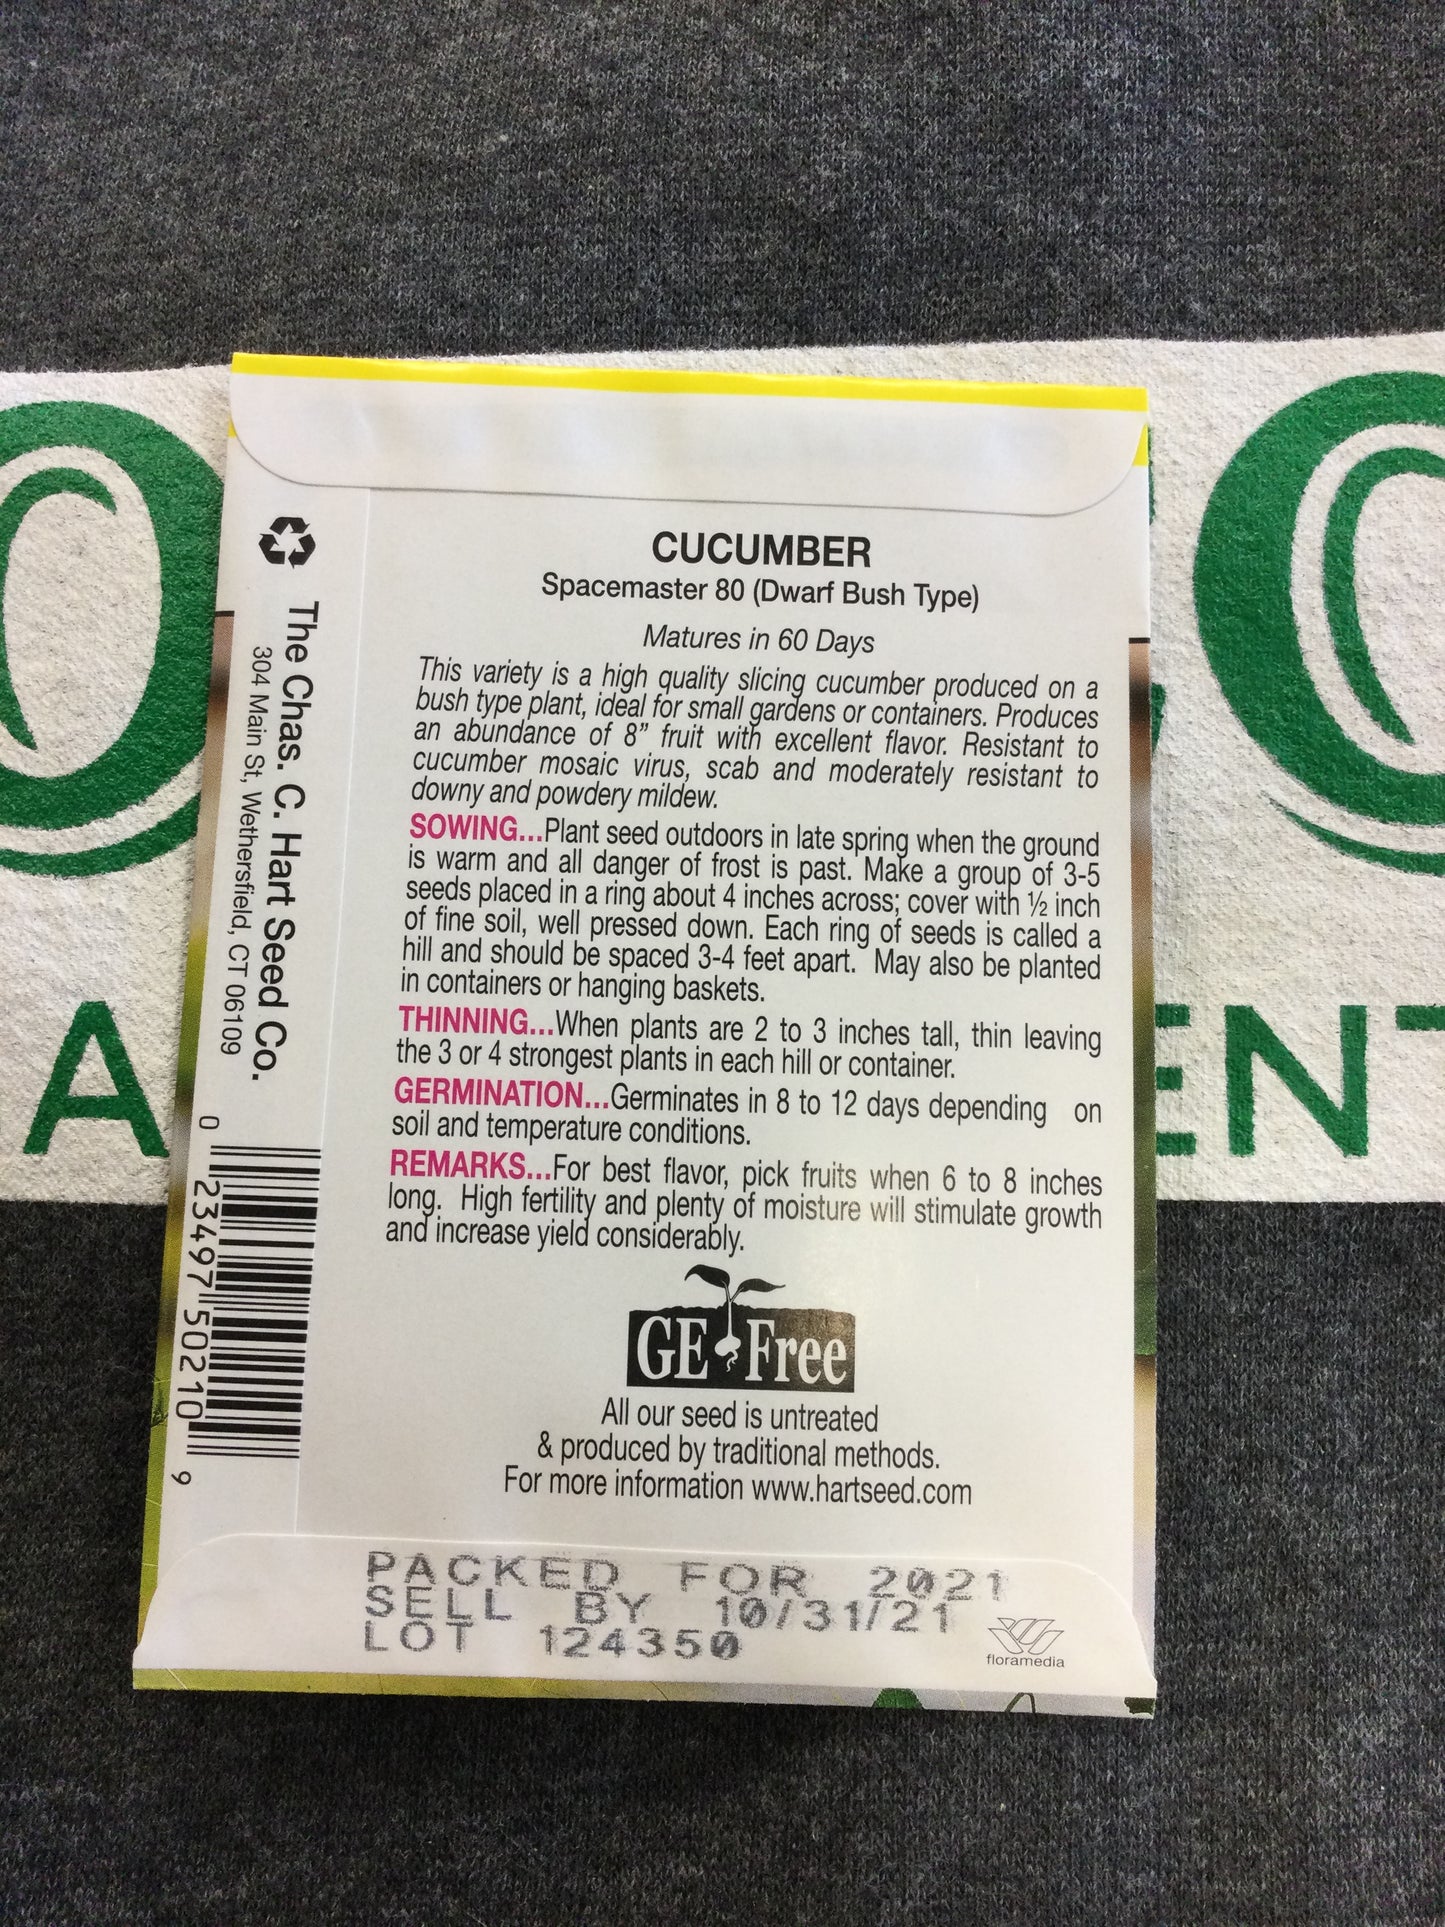 CUCUMBER
Spacemaster 80 (Dwarf Bush Type)
Matures in 60 Days
This variety is a high quality slicing cucumber produced on a
bush type plant, ideal for small gardens or containers. Produces
an abundance of 8” fruit with excellent flavor. Resistant to
cucumber mosaic virus, scab and moderately resistant to
downy and powdery mildew.
SOWING...Plant seed outdoors in late spring when the ground
is warm and all danger of frost is past. Make a group of 3-5
seeds placed in a ring about 4 inches across; cover with ½ inch
of fine soil, well pressed down. Each ring of seeds is called a
hill and should be spaced 3-4 feet apart. May also be planted
in containers or hanging baskets.
THINNING...When plants are 2 to 3 inches tall, thin leaving
the 3 or 4 strongest plants in each hill or container.
GERMINATION...Germinates in 8 to 12 days depending on
soil and temperature conditions.
REMARKS...For best flavor, pick fruits when 6 to 8 inches
long. High fertility and plenty of moisture will stimulate growth
and increase yield considerably.
GE Free
All our seed is untreated
& produced by traditional methods.
For more information www.hartseed.com
PACKED FOR 2021
SELL BY 10/31/21
LOT 124350
floramedia
The Chas. C. Hart Seed Co.
304 Main St, Wethersfield, CT 06109
0 23497 50210 9
A
ENT